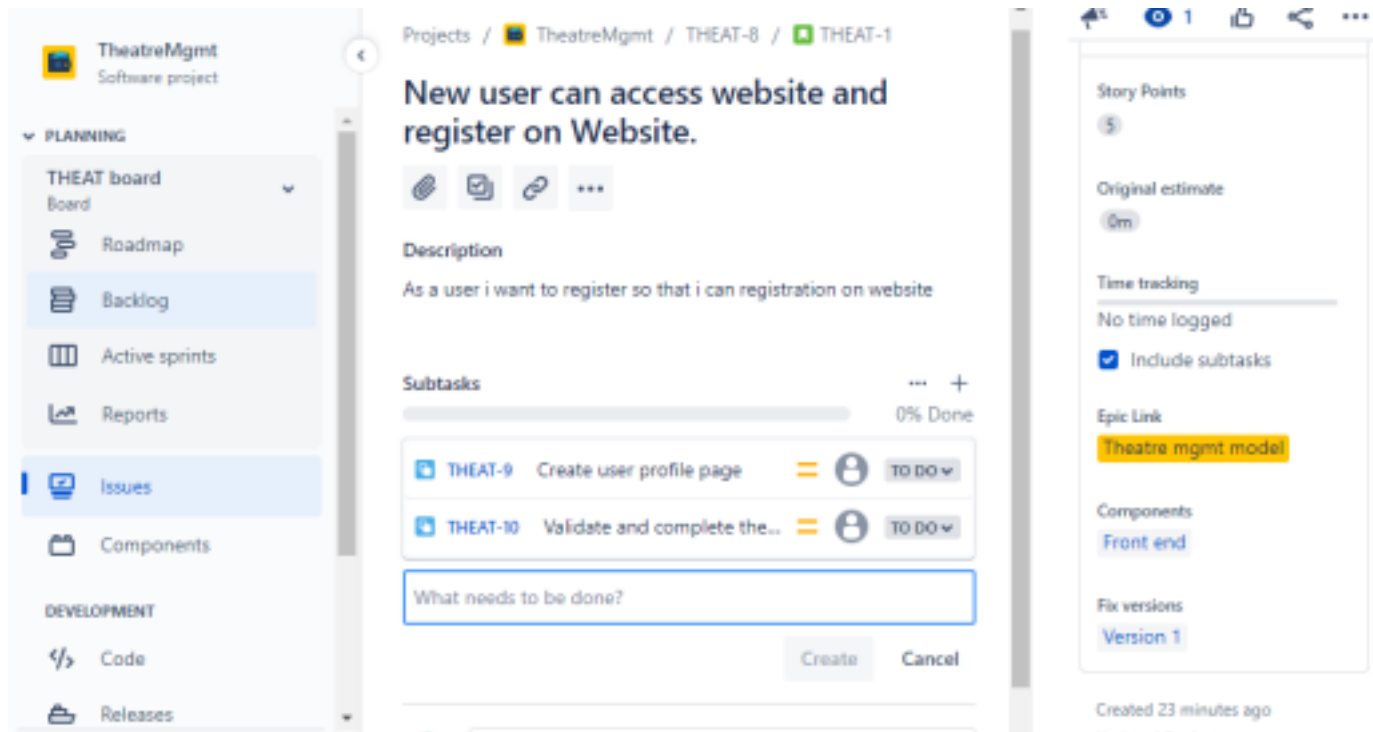 TheatreMgmt
Software project
PLANNING
THEAT board
Board
Roadmap
Backlog
Active sprints
Reports
Issues
Components
DEVELOPMENT
Code
Releases
Projects / TheatreMgmt / THEAT-8 / THEAT-1
New user can access website and
register on Website.
Description
As a user i want to register so that i can registration on website
Subtasks
0% Done
THEAT-9 Create user profile page TO DO
THEAT-10 Validate and complete the... TO DO
What needs to be done?
Create Cancel
1
Story Points
5
Original estimate
0m
Time tracking
No time logged
Include subtasks
Epic Link
Theatre mgmt model
Components
Front end
Fix versions
Version 1
Created 23 minutes ago